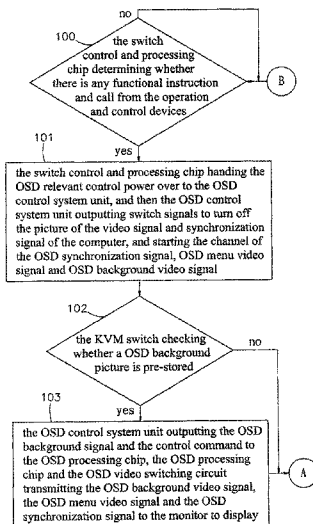 no
100
the switch
control and processing
chip determining whether
there is any functional instruction
and call from the operation
and control devices
B
yes
101
the switch control and processing chip handing the
OSD relevant control power over to the OSD
control system unit, and then the OSD control
system unit outputting switch signals to turn off
the picture of the video signal and synchronization
signal of the computer, and starting the channel of
the OSD synchronization signal, OSD menu video
signal and OSD background video signal
102
no
the KVM switch checking
whether a OSD background
picture is pre-stored
yes
103
the OSD control system unit outputting the OSD
background signal and the control command to
the OSD processing chip, the OSD processing
chip and the OSD video switching circuit
transmitting the OSD background video signal,
the OSD menu video signal and the OSD
synchronization signal to the monitor to display
A